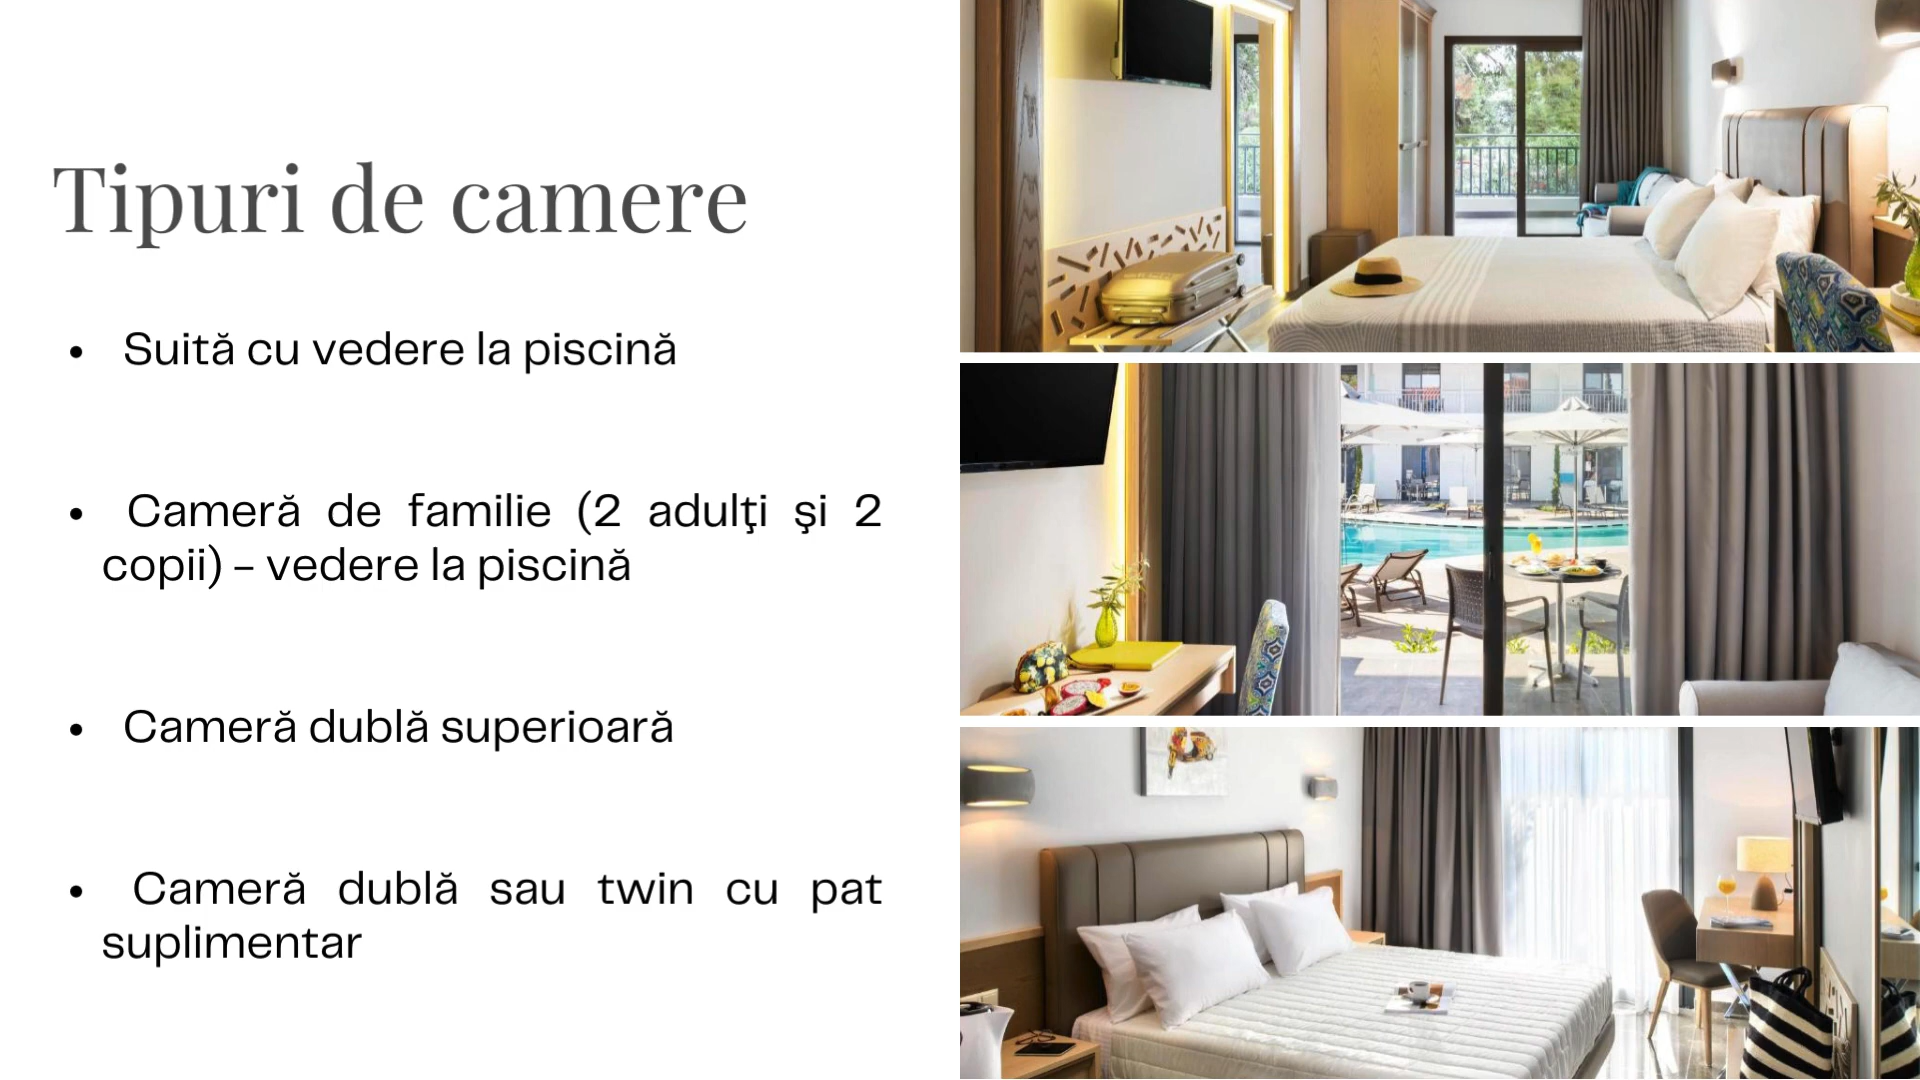 Tipuri de camere
• Suită cu vedere la piscină
• Cameră de familie (2 adulţi şi 2
copii) – vedere la piscină
• Cameră dublă superioară
• Cameră dublă sau twin cu pat
suplimentar